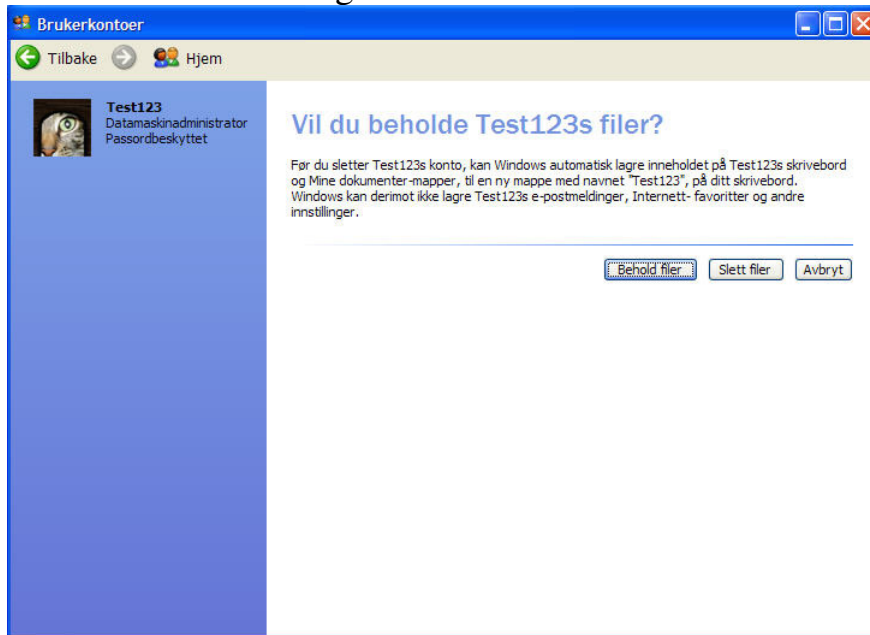 Brukerkontoer
Tilbake
Hjem
Test123
Datamaskinadministrator
Passordbeskyttet
Vil du beholde Test123s filer?
Før du sletter Test123s konto, kan Windows automatisk lagre inneholdet på Test123s skrivebord
og Mine dokumenter-mapper, til en ny mappe med navnet "Test123", på ditt skrivebord.
Windows kan derimot ikke lagre Test123s e-postmeldinger, Internett- favoritter og andre
innstillinger.
Behold filer
Slett filer
Avbryt